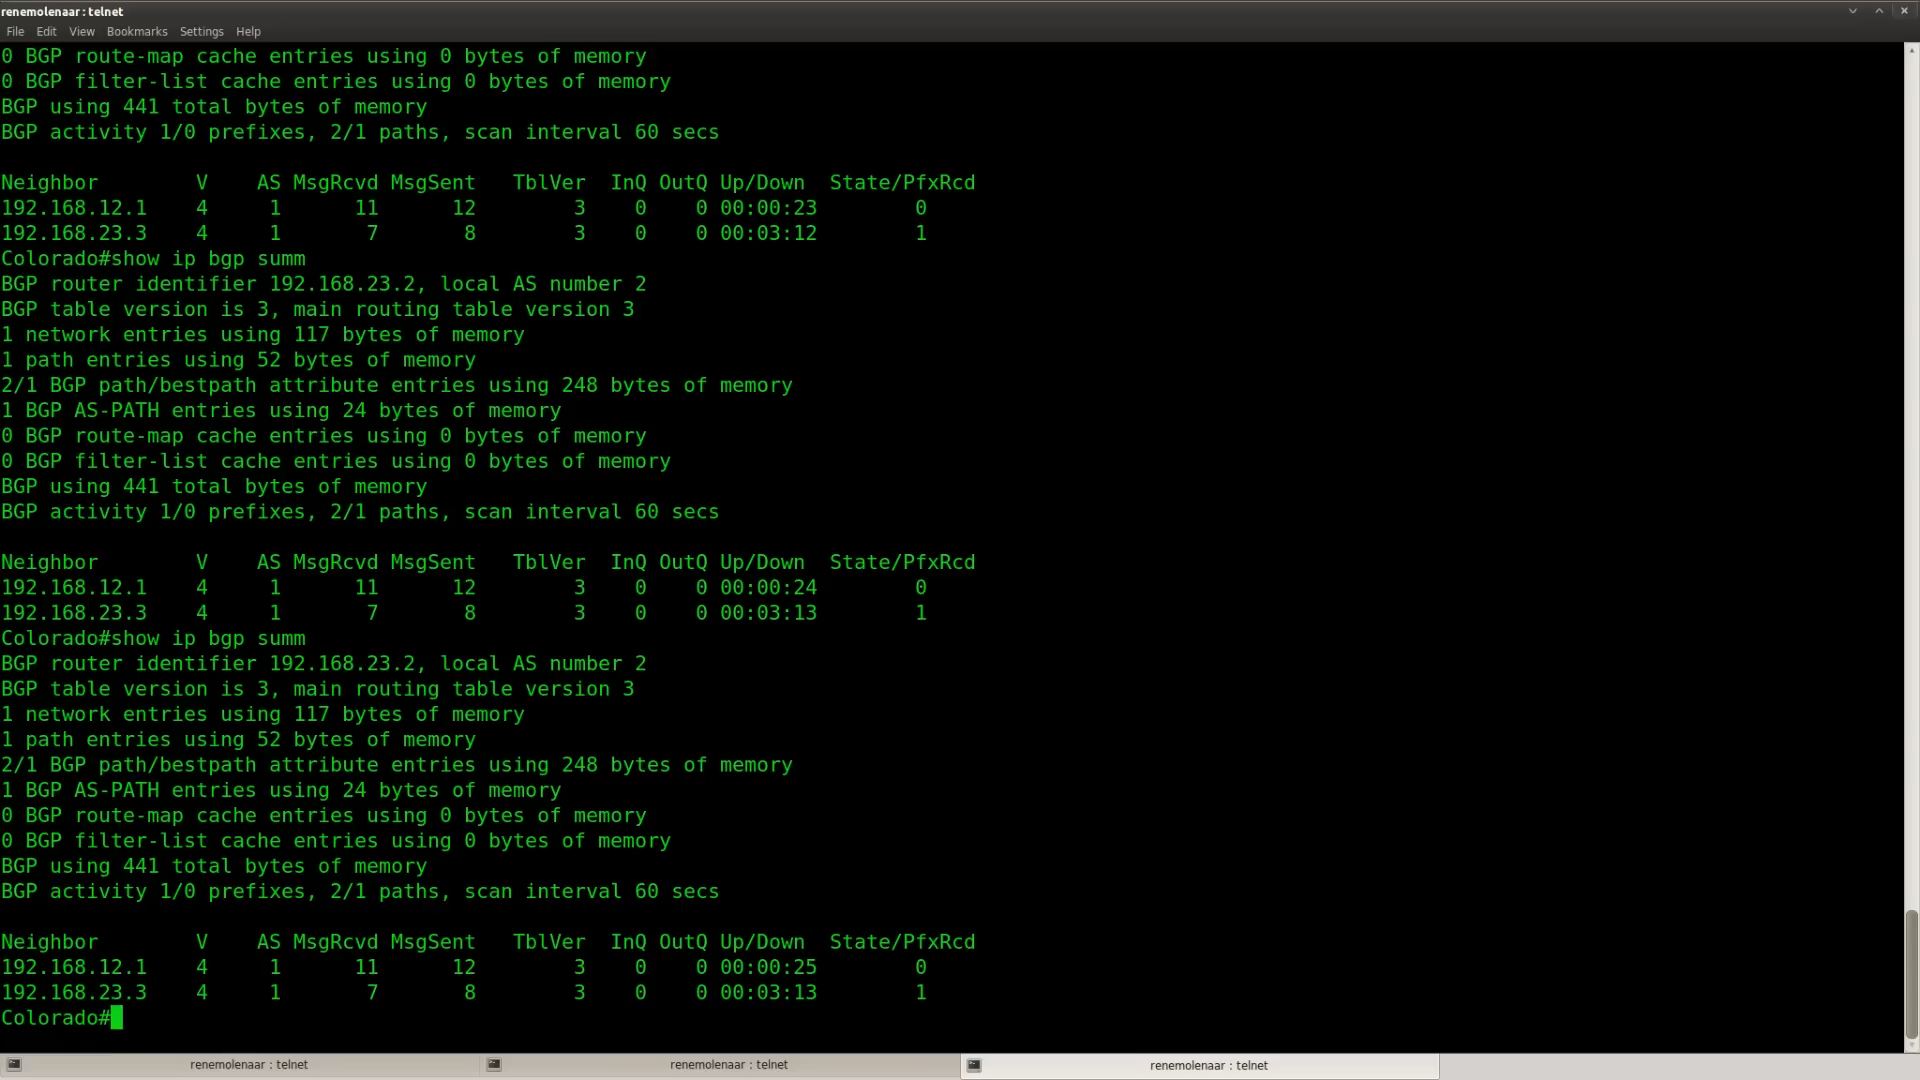 renemolenaar : telnet
File Edit View Bookmarks Settings Help
0 BGP route-map cache entries using 0 bytes of memory
0 BGP filter-list cache entries using 0 bytes of memory
BGP using 441 total bytes of memory
BGP activity 1/0 prefixes, 2/1 paths, scan interval 60 secs
Neighbor V AS MsgRcvd MsgSent TblVer InQ OutQ Up/Down State/PfxRcd
192.168.12.1 4 1 11 12 3 0 0 00:00:23 0
192.168.23.3 4 1 7 8 3 0 0 00:03:12 1
Colorado#show ip bgp summ
BGP router identifier 192.168.23.2, local AS number 2
BGP table version is 3, main routing table version 3
1 network entries using 117 bytes of memory
1 path entries using 52 bytes of memory
2/1 BGP path/bestpath attribute entries using 248 bytes of memory
1 BGP AS-PATH entries using 24 bytes of memory
0 BGP route-map cache entries using 0 bytes of memory
0 BGP filter-list cache entries using 0 bytes of memory
BGP using 441 total bytes of memory
BGP activity 1/0 prefixes, 2/1 paths, scan interval 60 secs
Neighbor V AS MsgRcvd MsgSent TblVer InQ OutQ Up/Down State/PfxRcd
192.168.12.1 4 1 11 12 3 0 0 00:00:24 0
192.168.23.3 4 1 7 8 3 0 0 00:03:13 1
Colorado#show ip bgp summ
BGP router identifier 192.168.23.2, local AS number 2
BGP table version is 3, main routing table version 3
1 network entries using 117 bytes of memory
1 path entries using 52 bytes of memory
2/1 BGP path/bestpath attribute entries using 248 bytes of memory
1 BGP AS-PATH entries using 24 bytes of memory
0 BGP route-map cache entries using 0 bytes of memory
0 BGP filter-list cache entries using 0 bytes of memory
BGP using 441 total bytes of memory
BGP activity 1/0 prefixes, 2/1 paths, scan interval 60 secs
Neighbor V AS MsgRcvd MsgSent TblVer InQ OutQ Up/Down State/PfxRcd
192.168.12.1 4 1 11 12 3 0 0 00:00:25 0
192.168.23.3 4 1 7 8 3 0 0 00:03:13 1
Colorado#
renemolenaar : telnet renemolenaar : telnet renemolenaar : telnet